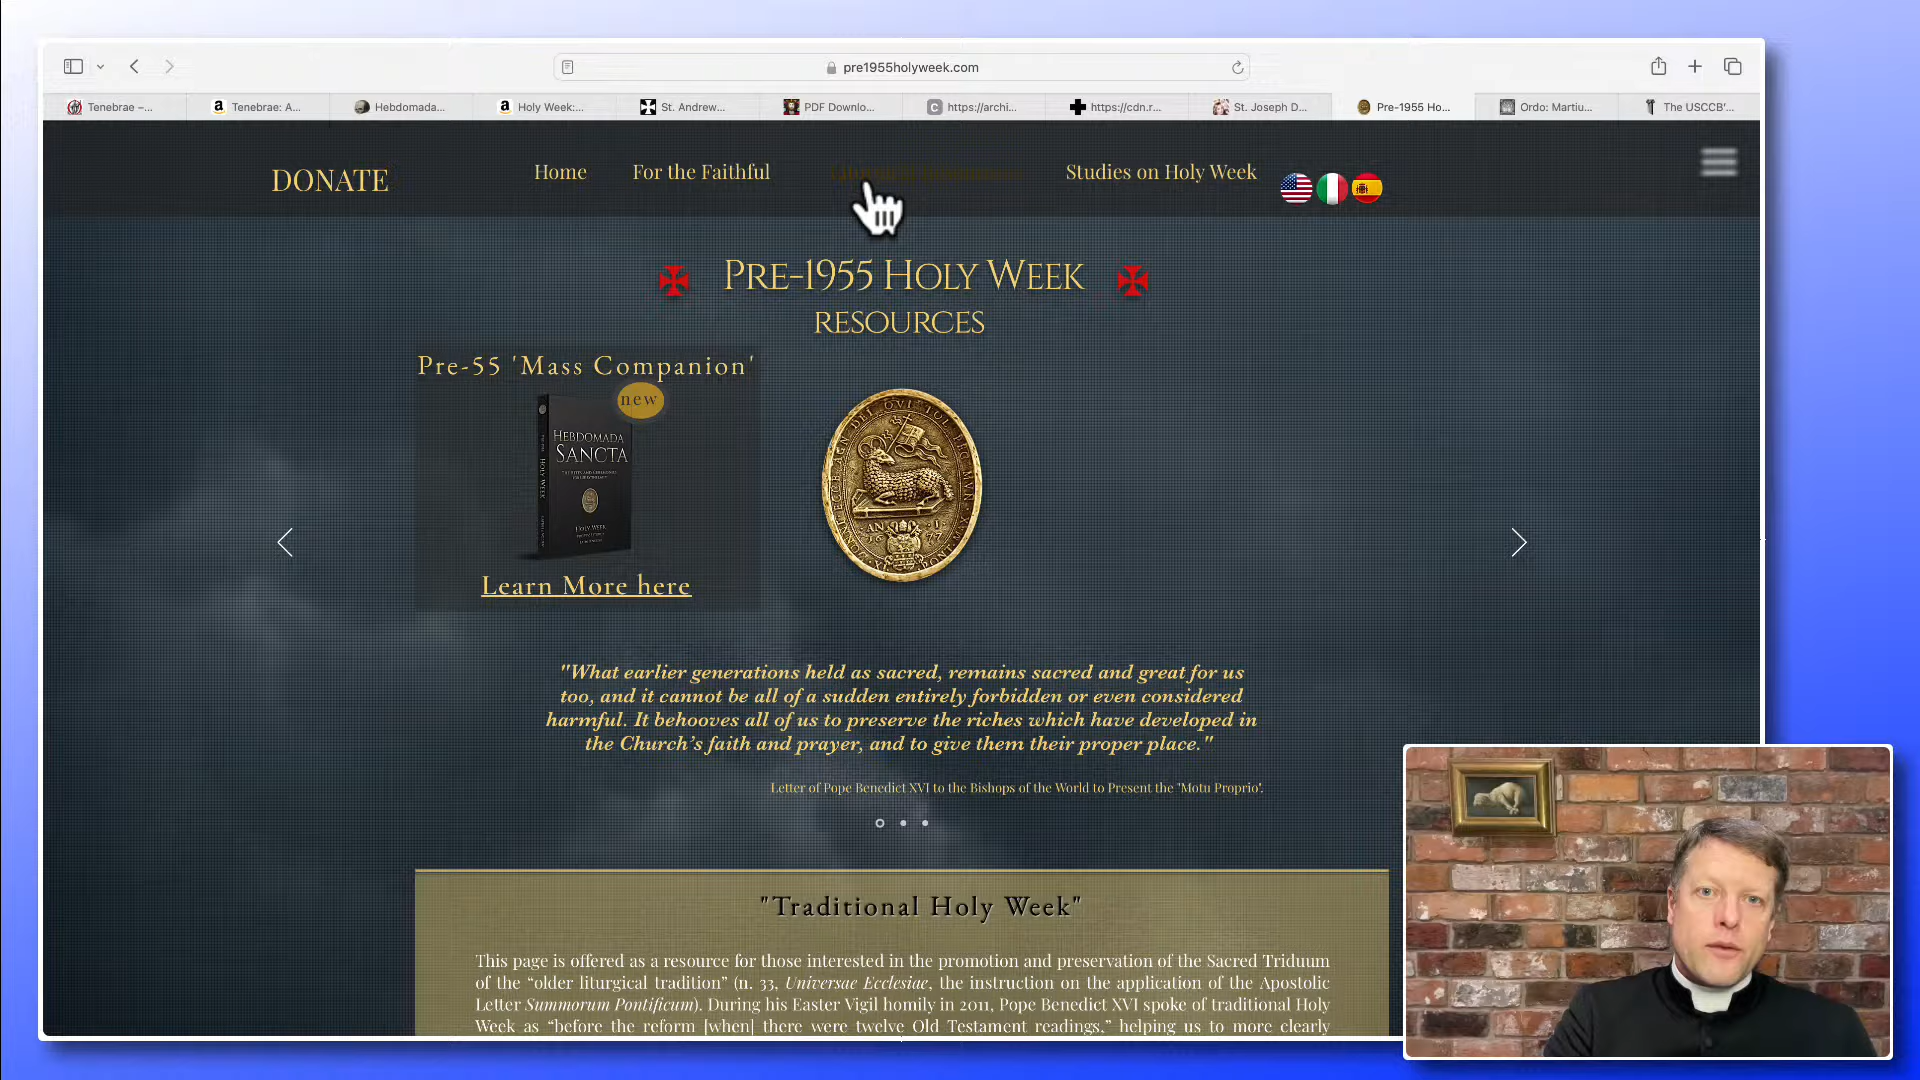 pre1955holyweek.com
Tenebrae –...
Tenebrae: A...
Hebdomada...
Holy Week:...
St. Andrew...
PDF Downlo...
https://archi...
https://cdn.r...
St. Joseph D...
Pre-1955 Ho...
Ordo: Martiu...
The USCCB'...
DONATE
Home
For the Faithful
Studies on Holy Week
PRE-1955 HOLY WEEK
RESOURCES
Pre-55 'Mass Companion'
new
HEBDOMADA
SANCTA
HOLY WEEK
Learn More here
"What earlier generations held as sacred, remains sacred and great for us
too, and it cannot be all of a sudden entirely forbidden or even considered
harmful. It behooves all of us to preserve the riches which have developed in
the Church's faith and prayer, and to give them their proper place."
Letter of Pope Benedict XVI to the Bishops of the World to Present the "Motu Proprio".
"Traditional Holy Week"
This page is offered as a resource for those interested in the promotion and preservation of the Sacred Triduum
of the “older liturgical tradition” (n. 33, Universae Ecclesiae, the instruction on the application of the Apostolic
Letter Summorum Pontificum). During his Easter Vigil homily in 2011, Pope Benedict XVI spoke of traditional Holy
Week as “before the reform [when] there were twelve Old Testament readings,” helping us to more clearly